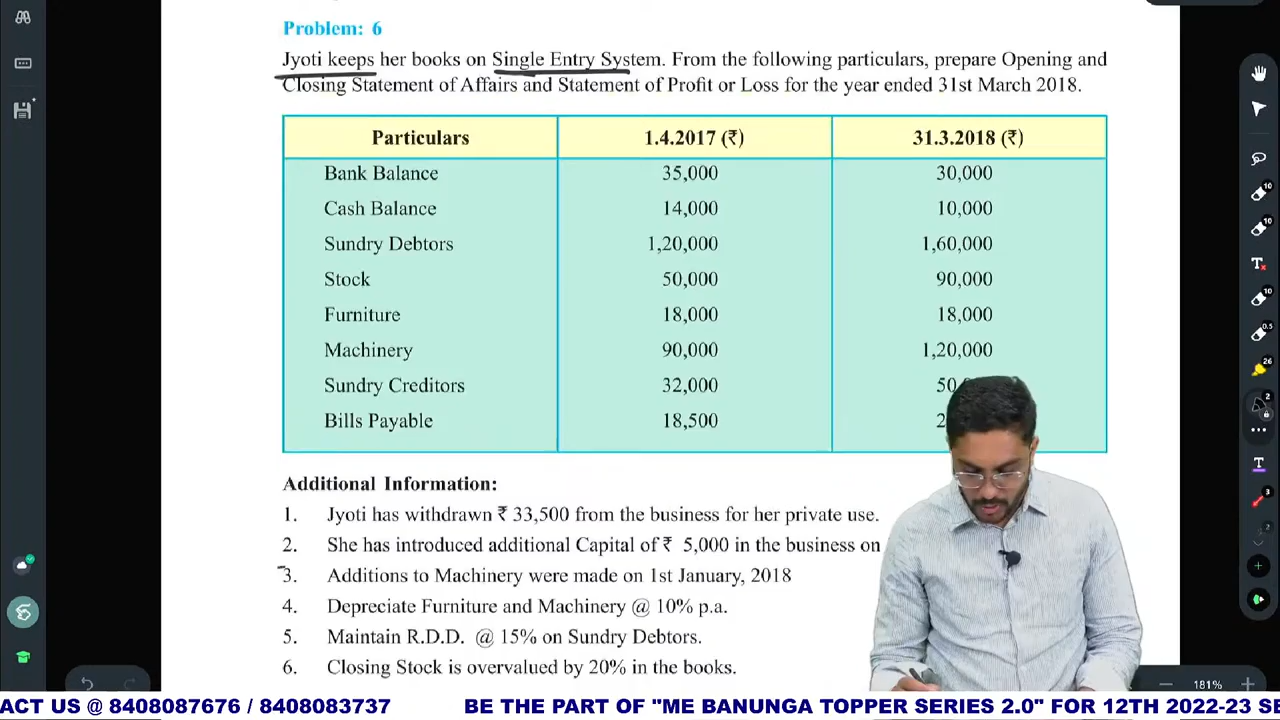 Problem: 6
Jyoti keeps her books on Single Entry System. From the following particulars, prepare Opening and
Closing Statement of Affairs and Statement of Profit or Loss for the year ended 31st March 2018.
Particulars 1.4.2017 (₹) 31.3.2018 (₹)
Bank Balance 35,000 30,000
Cash Balance 14,000 10,000
Sundry Debtors 1,20,000 1,60,000
Stock 50,000 90,000
Furniture 18,000 18,000
Machinery 90,000 1,20,000
Sundry Creditors 32,000
Bills Payable 18,500
Additional Information:
1. Jyoti has withdrawn ₹ 33,500 from the business for her private use.
2. She has introduced additional Capital of ₹ 5,000 in the business on
3. Additions to Machinery were made on 1st January, 2018
4. Depreciate Furniture and Machinery @ 10% p.a.
5. Maintain R.D.D. @ 15% on Sundry Debtors.
6. Closing Stock is overvalued by 20% in the books.
181%
ACT US @ 8408087676 / 8408083737 BE THE PART OF "ME BANUNGA TOPPER SERIES 2.0" FOR 12TH 2022-23 SE